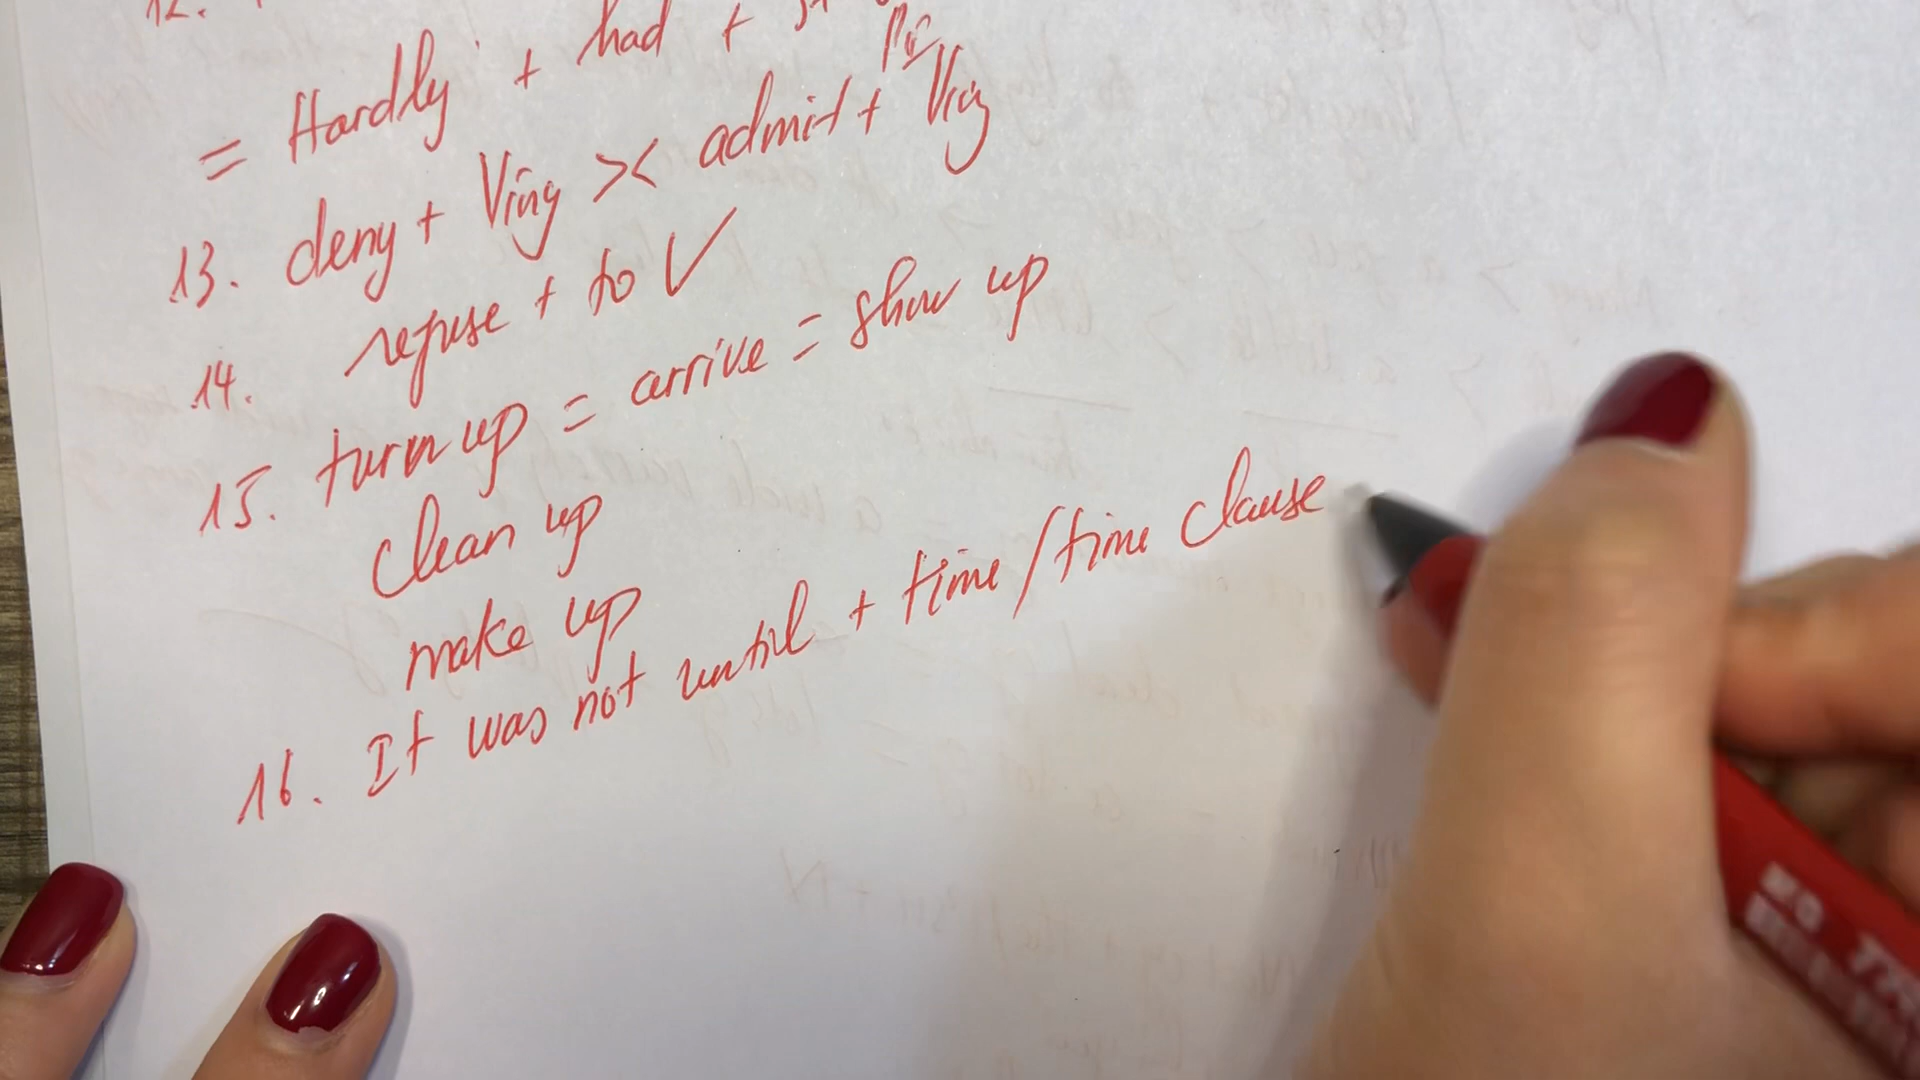 12.
= Hardly + had +
13. deny + Ving >< admit + Ving
14. refuse + to V
15. turn up = arrive = show up
clean up
make up
16. It was not until + time / time clause